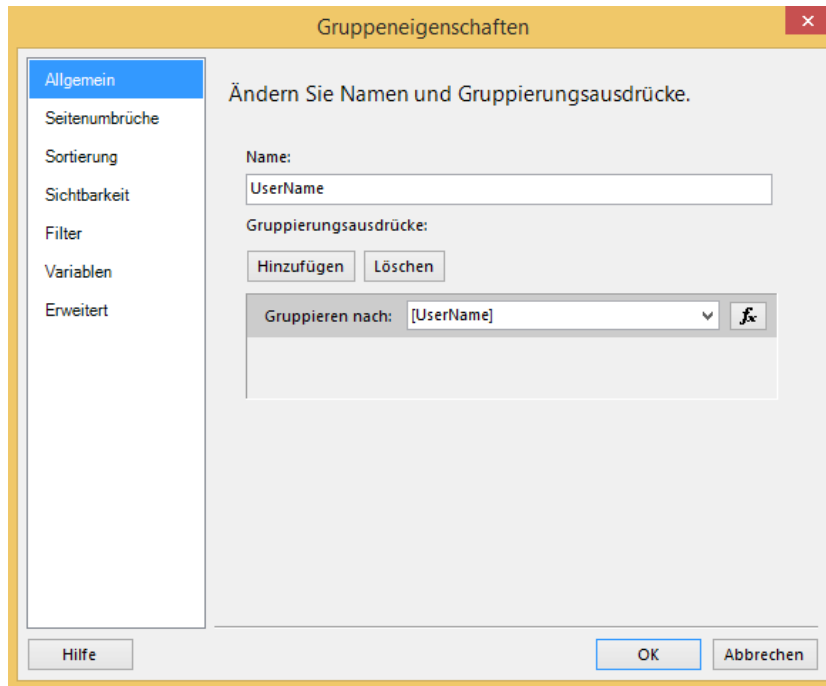 Gruppeneigenschaften
Allgemein
Seitenumbrüche
Sortierung
Sichtbarkeit
Filter
Variablen
Erweitert
Ändern Sie Namen und Gruppierungsausdrücke.
Name:
UserName
Gruppierungsausdrücke:
Hinzufügen Löschen
Gruppieren nach: [UserName] fx
Hilfe OK Abbrechen